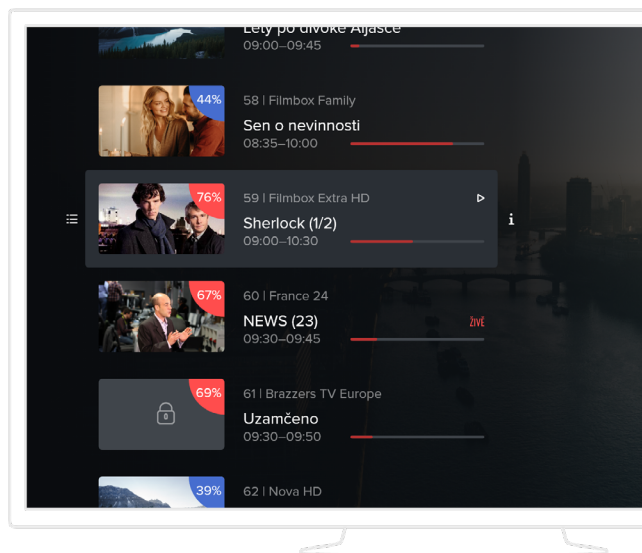 Lety po divoké Aljašce
09:00–09:45
44%
58 | Filmbox Family
Sen o nevinnosti
08:35–10:00
76%
59 | Filmbox Extra HD
Sherlock (1/2)
09:00–10:30
i
67%
60 | France 24
NEWS (23)
ŽIVĚ
09:30–09:45
69%
61 | Brazzers TV Europe
Uzamčeno
09:30–09:50
39%
62 | Nova HD